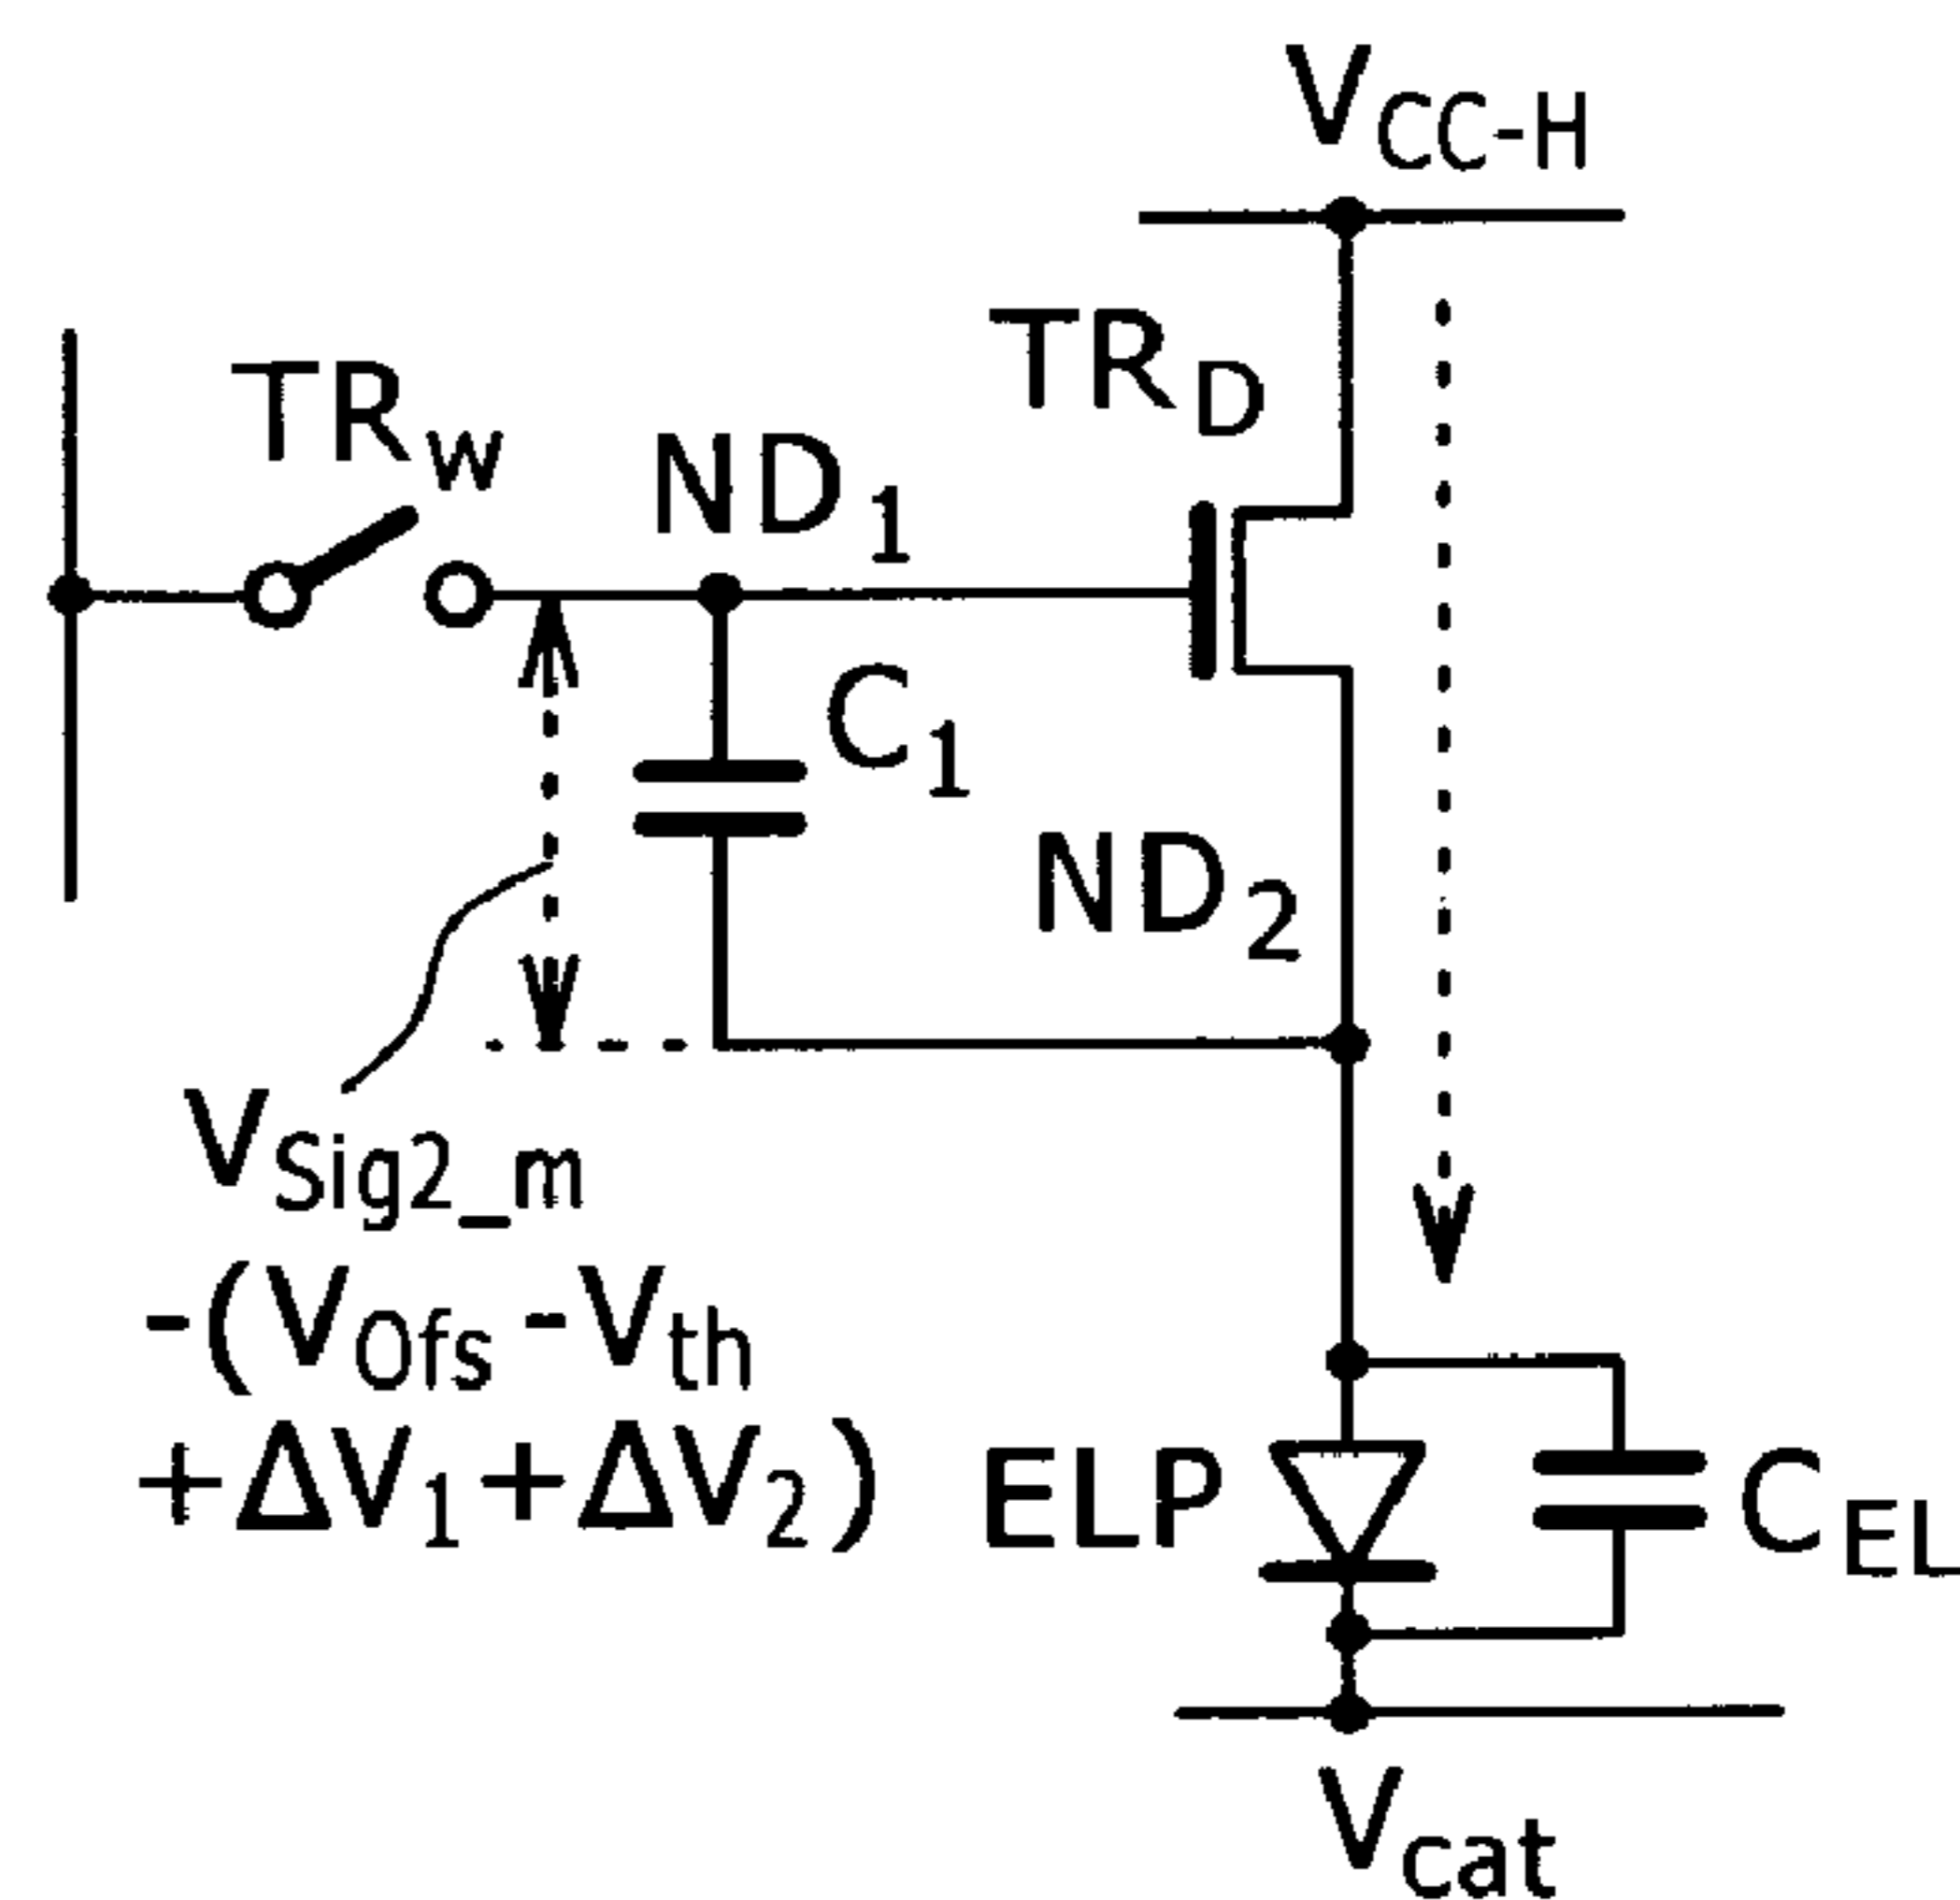 VCC-H
TRD
TRW
ND1
C1
ND2
VSig2_m
-(VOfs-Vth
+ΔV1+ΔV2)
ELP
CEL
Vcat